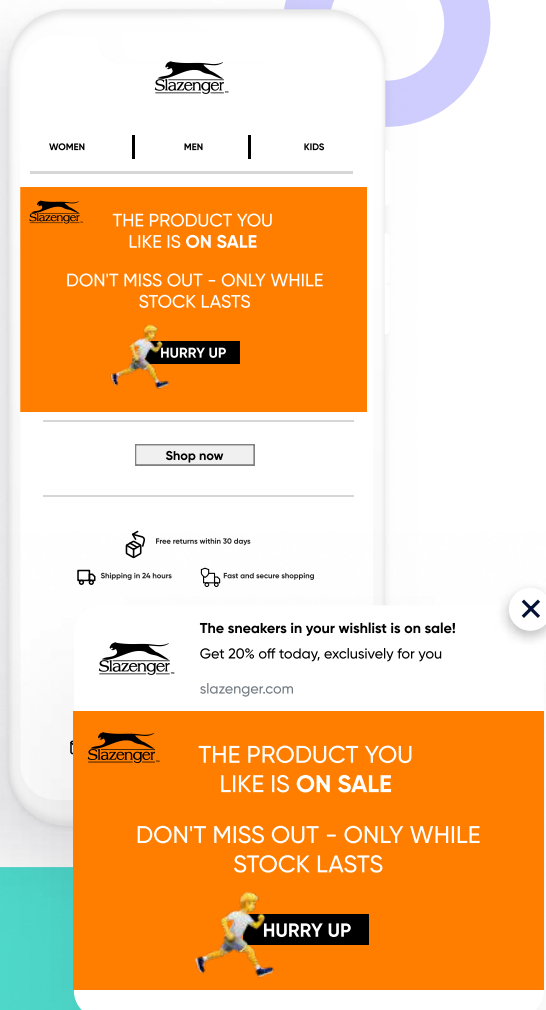 Slazenger
WOMEN
MEN
KIDS
Slazenger
THE PRODUCT YOU
LIKE IS ON SALE
DON'T MISS OUT - ONLY WHILE
STOCK LASTS
HURRY UP
Shop now
Free returns within 30 days
Shipping in 24 hours
Fast and secure shopping
The sneakers in your wishlist is on sale!
Get 20% off today, exclusively for you
Slazenger
slazenger.com
Slazenger
THE PRODUCT YOU
LIKE IS ON SALE
DON'T MISS OUT - ONLY WHILE
STOCK LASTS
HURRY UP